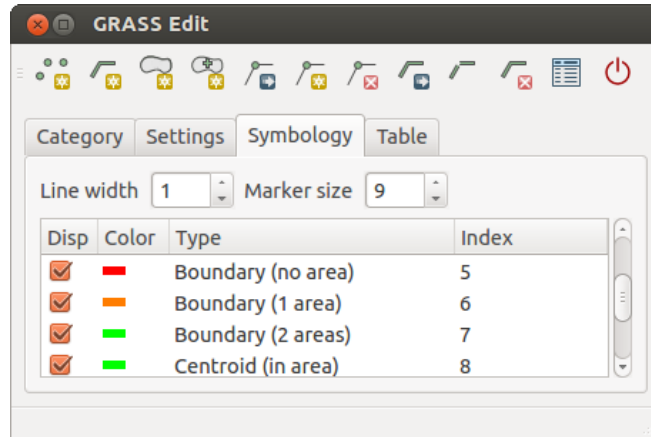 GRASS Edit
Category Settings Symbology Table
Line width 1 Marker size 9
Disp Color Type Index
Boundary (no area) 5
Boundary (1 area) 6
Boundary (2 areas) 7
Centroid (in area) 8